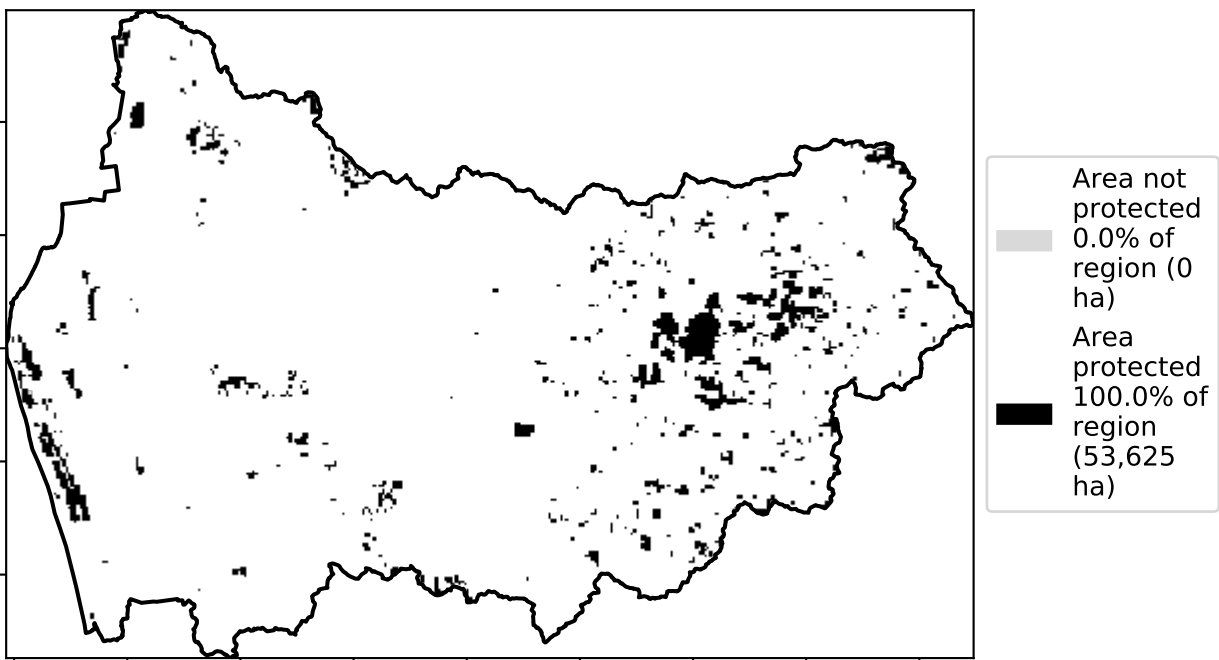 Area not
protected
0.0% of
region (0
ha)
Area
protected
100.0% of
region
(53,625
ha)